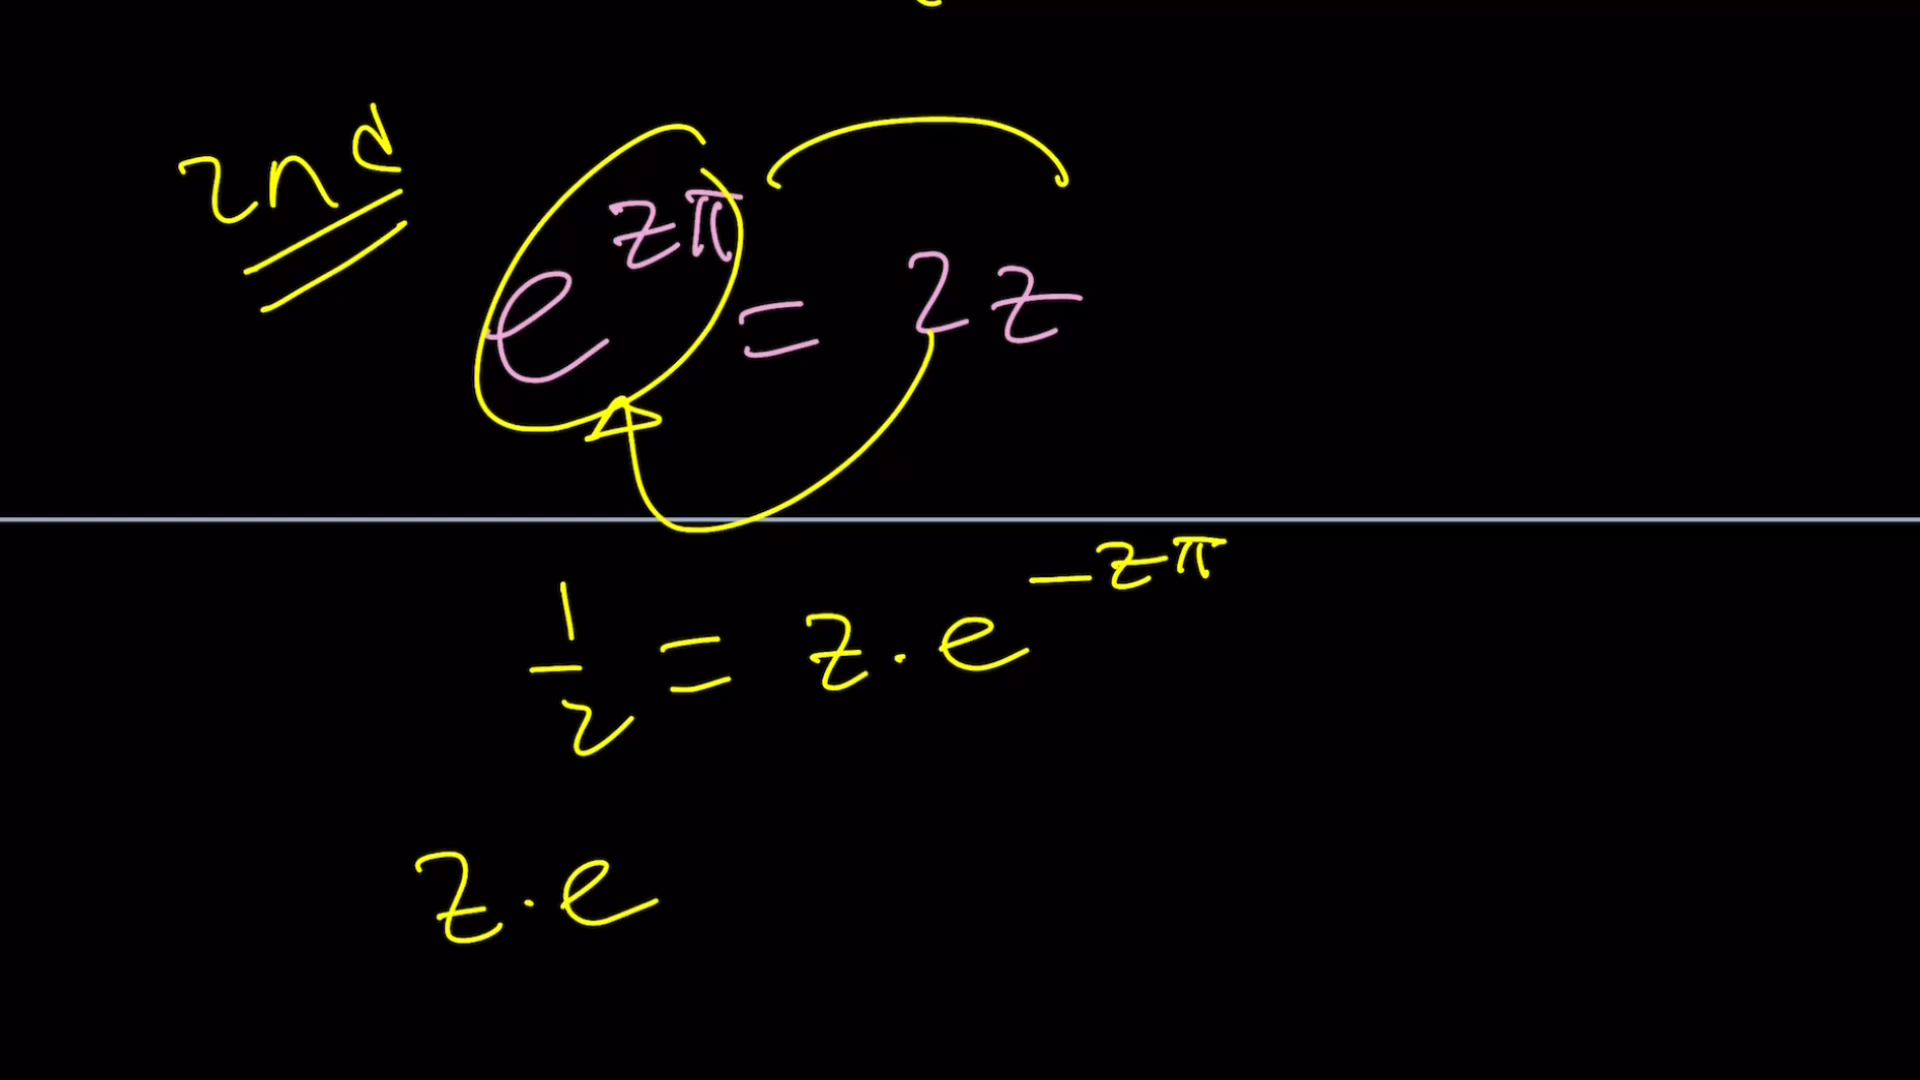 2nd
e^{zπ} = 2z
1/2 = z · e^{-zπ}
z · e